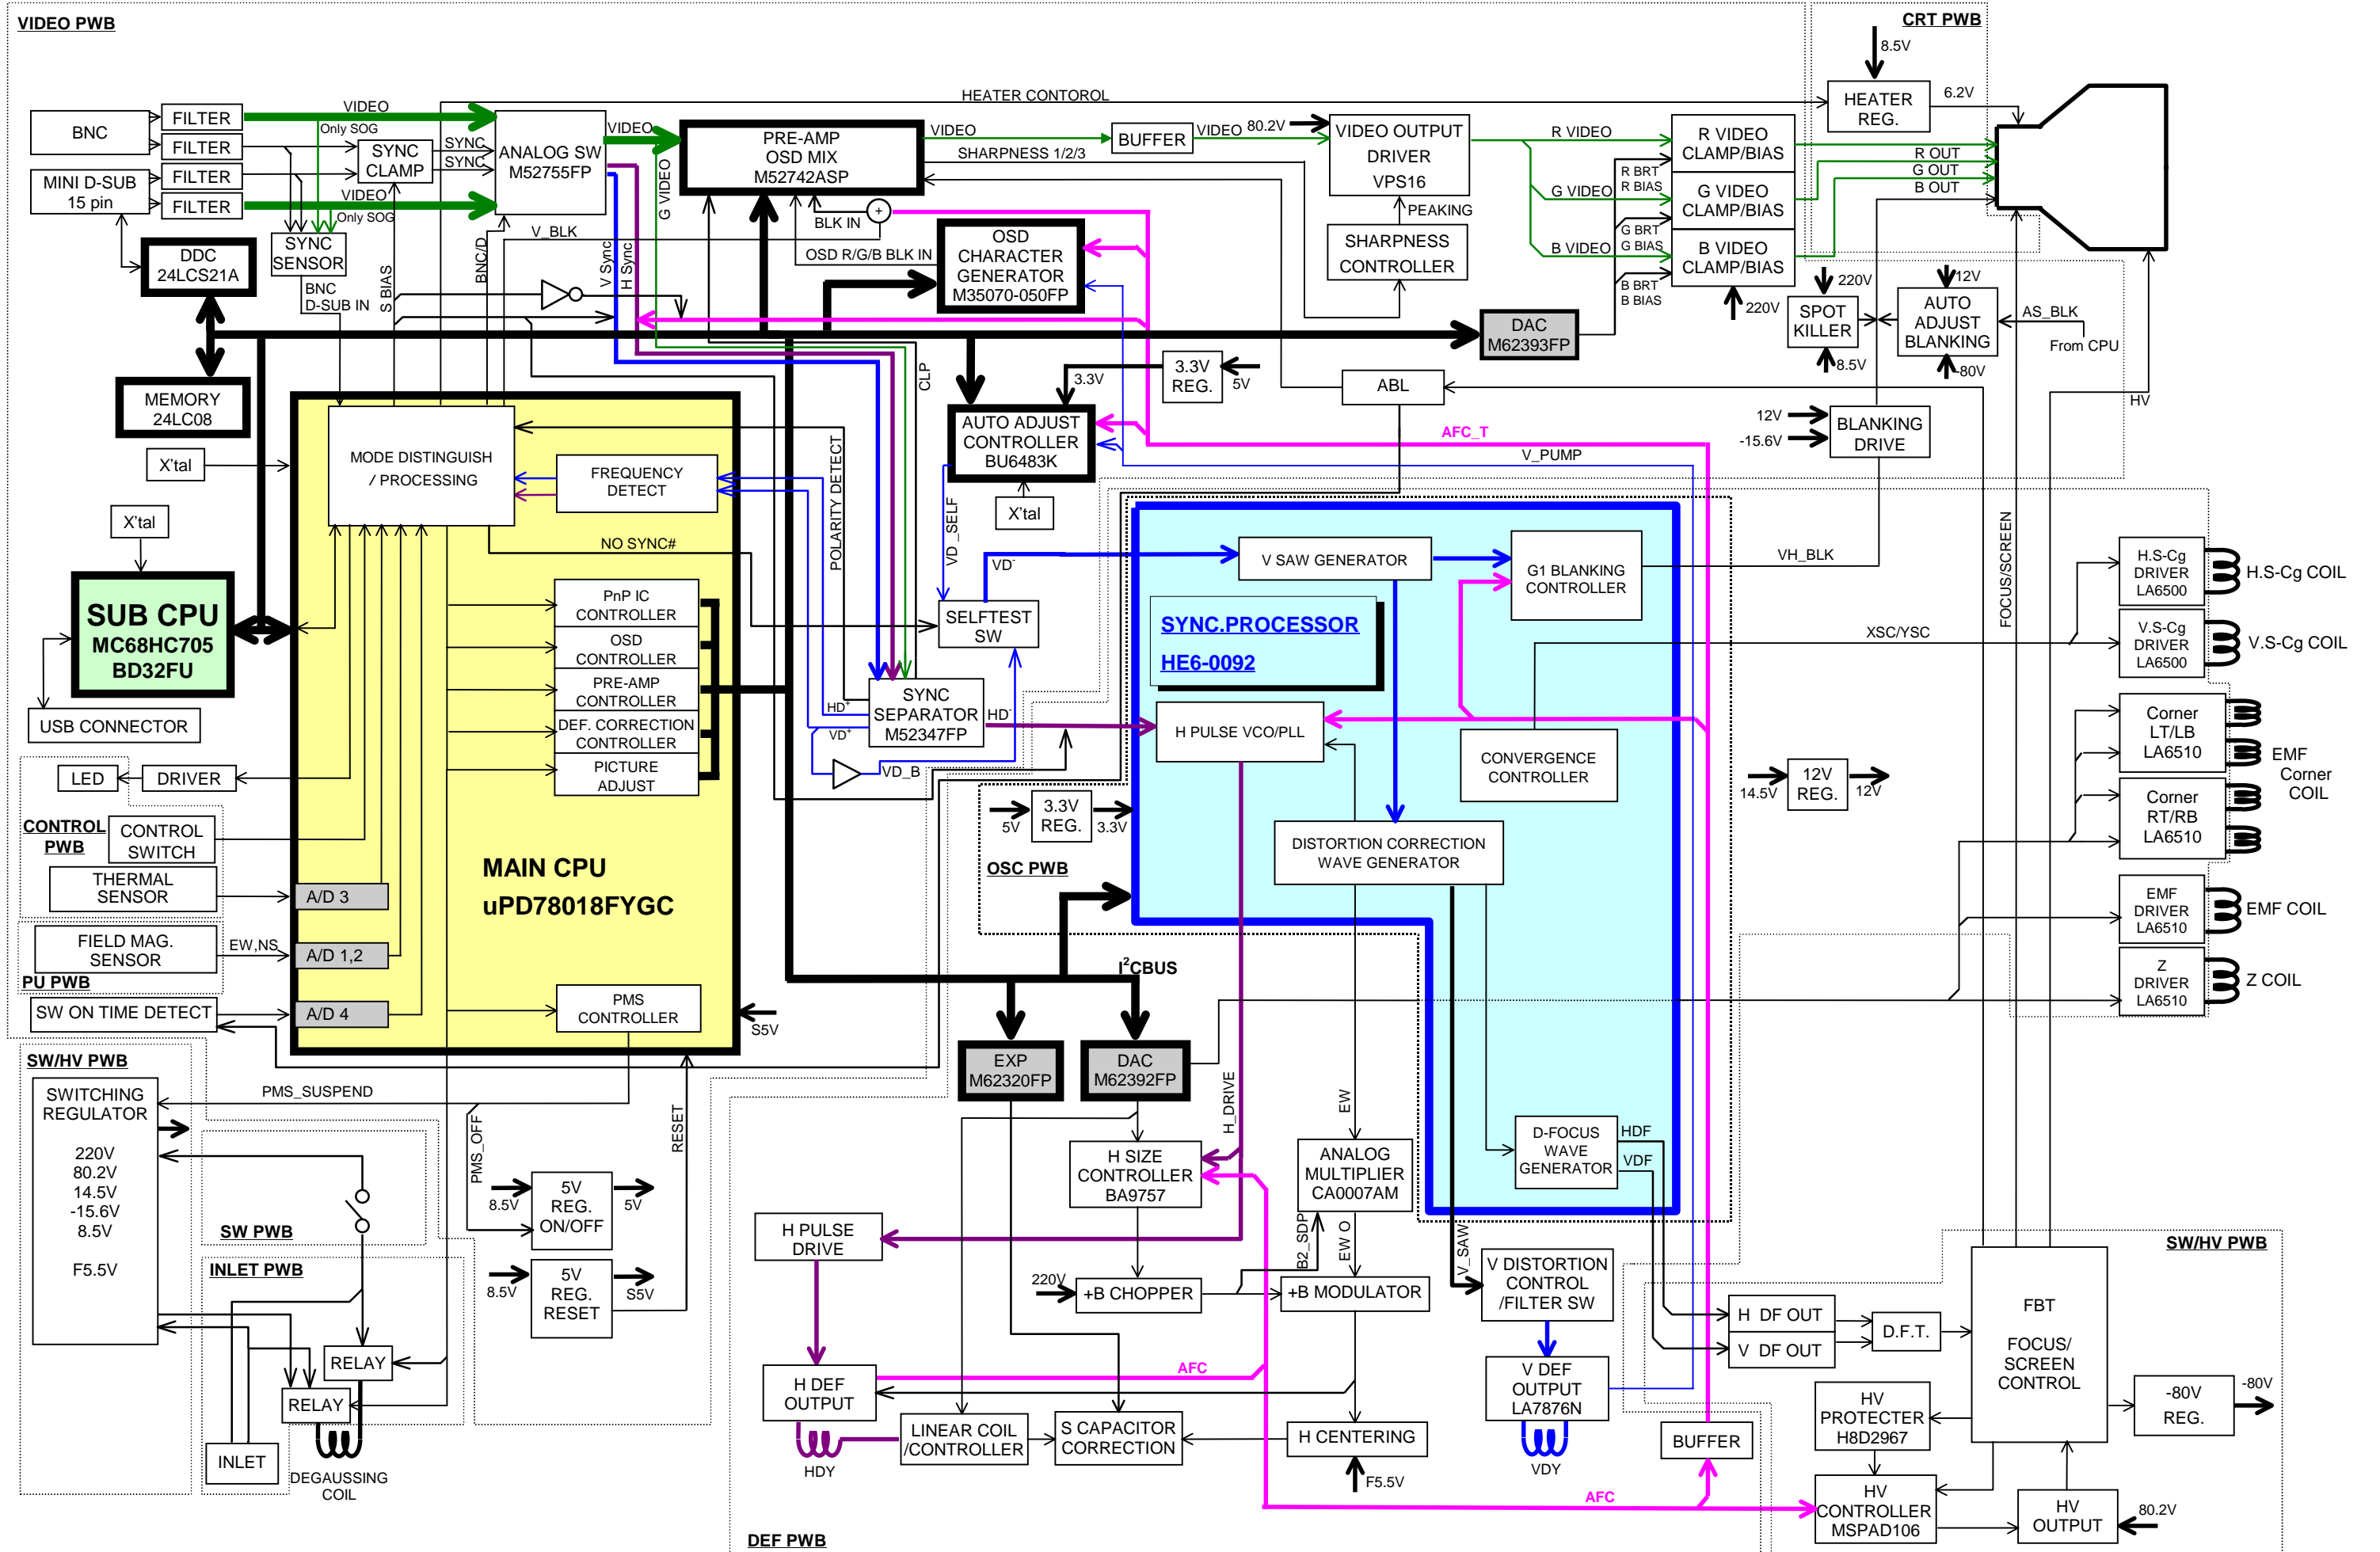 VIDEO PWB
CRT PWB
8.5V
HEATER CONTOROL
HEATER
REG.
6.2V
BNC
FILTER
FILTER
FILTER
FILTER
VIDEO
Only SOG
SYNC
CLAMP
SYNC
SYNC
VIDEO
Only SOG
MINI D-SUB
15 pin
ANALOG SW
M52755FP
VIDEO
G VIDEO
PRE-AMP
OSD MIX
M52742ASP
VIDEO
BUFFER
VIDEO
80.2V
SHARPNESS 1/2/3
VIDEO OUTPUT
DRIVER
VPS16
R VIDEO
G VIDEO
B VIDEO
PEAKING
SHARPNESS
CONTROLLER
R VIDEO
CLAMP/BIAS
G VIDEO
CLAMP/BIAS
B VIDEO
CLAMP/BIAS
R BRT
R BIAS
G BRT
G BIAS
B BRT
B BIAS
220V
R OUT
G OUT
B OUT
DDC
24LCS21A
SYNC
SENSOR
BNC
D-SUB IN
S BIAS
BNC/D
V_BLK
V Sync
H Sync
BLK IN
+
OSD R/G/B BLK IN
OSD
CHARACTER
GENERATOR
M35070-050FP
DAC
M62393FP
220V
SPOT
KILLER
8.5V
12V
AUTO
ADJUST
BLANKING
-80V
AS_BLK
From CPU
HV
MEMORY
24LC08
CLP
3.3V
3.3V
REG.
5V
ABL
AUTO ADJUST
CONTROLLER
BU6483K
AFC_T
V_PUMP
12V
-15.6V
BLANKING
DRIVE
X'tal
X'tal
X'tal
MODE DISTINGUISH
/ PROCESSING
FREQUENCY
DETECT
POLARITY DETECT
VD_SELF
NO SYNC#
VD-
SELFTEST
SW
V SAW GENERATOR
G1 BLANKING
CONTROLLER
VH_BLK
FOCUS/SCREEN
H.S-Cg
DRIVER
LA6500
H.S-Cg COIL
V.S-Cg
DRIVER
LA6500
V.S-Cg COIL
XSC/YSC
SUB CPU
MC68HC705
BD32FU
USB CONNECTOR
PnP IC
CONTROLLER
OSD
CONTROLLER
PRE-AMP
CONTROLLER
DEF. CORRECTION
CONTROLLER
PICTURE
ADJUST
SYNC.PROCESSOR
HE6-0092
HD+
VD+
SYNC
SEPARATOR
M52347FP
HD-
VD_B
H PULSE VCO/PLL
CONVERGENCE
CONTROLLER
Corner
LT/LB
LA6510
Corner
RT/RB
LA6510
EMF
Corner
COIL
14.5V
12V
REG.
12V
LED
DRIVER
CONTROL
PWB
CONTROL
SWITCH
THERMAL
SENSOR
A/D 3
FIELD MAG.
SENSOR
EW,NS
A/D 1,2
PU PWB
SW ON TIME DETECT
A/D 4
MAIN CPU
uPD78018FYGC
PMS
CONTROLLER
S5V
5V
3.3V
REG.
3.3V
OSC PWB
DISTORTION CORRECTION
WAVE GENERATOR
EMF
DRIVER
LA6510
EMF COIL
Z
DRIVER
LA6510
Z COIL
I2CBUS
EXP
M62320FP
DAC
M62392FP
SW/HV PWB
SWITCHING
REGULATOR
220V
80.2V
14.5V
-15.6V
8.5V
F5.5V
PMS_SUSPEND
PMS_OFF
RESET
SW PWB
INLET PWB
8.5V
5V
REG.
ON/OFF
5V
8.5V
5V
REG.
RESET
S5V
RELAY
RELAY
INLET
DEGAUSSING
COIL
H_DRIVE
EW
H SIZE
CONTROLLER
BA9757
ANALOG
MULTIPLIER
CA0007AM
D-FOCUS
WAVE
GENERATOR
HDF
VDF
H PULSE
DRIVE
220V
+B CHOPPER
B2_SDP
EW O
+B MODULATOR
V_SAW
V DISTORTION
CONTROL
/FILTER SW
SW/HV PWB
H DF OUT
V DF OUT
D.F.T.
FBT
FOCUS/
SCREEN
CONTROL
H DEF
OUTPUT
AFC
V DEF
OUTPUT
LA7876N
HDY
LINEAR COIL
/CONTROLLER
S CAPACITOR
CORRECTION
H CENTERING
F5.5V
VDY
BUFFER
HV
PROTECTER
H8D2967
-80V
REG.
-80V
AFC
HV
CONTROLLER
MSPAD106
HV
OUTPUT
80.2V
DEF PWB